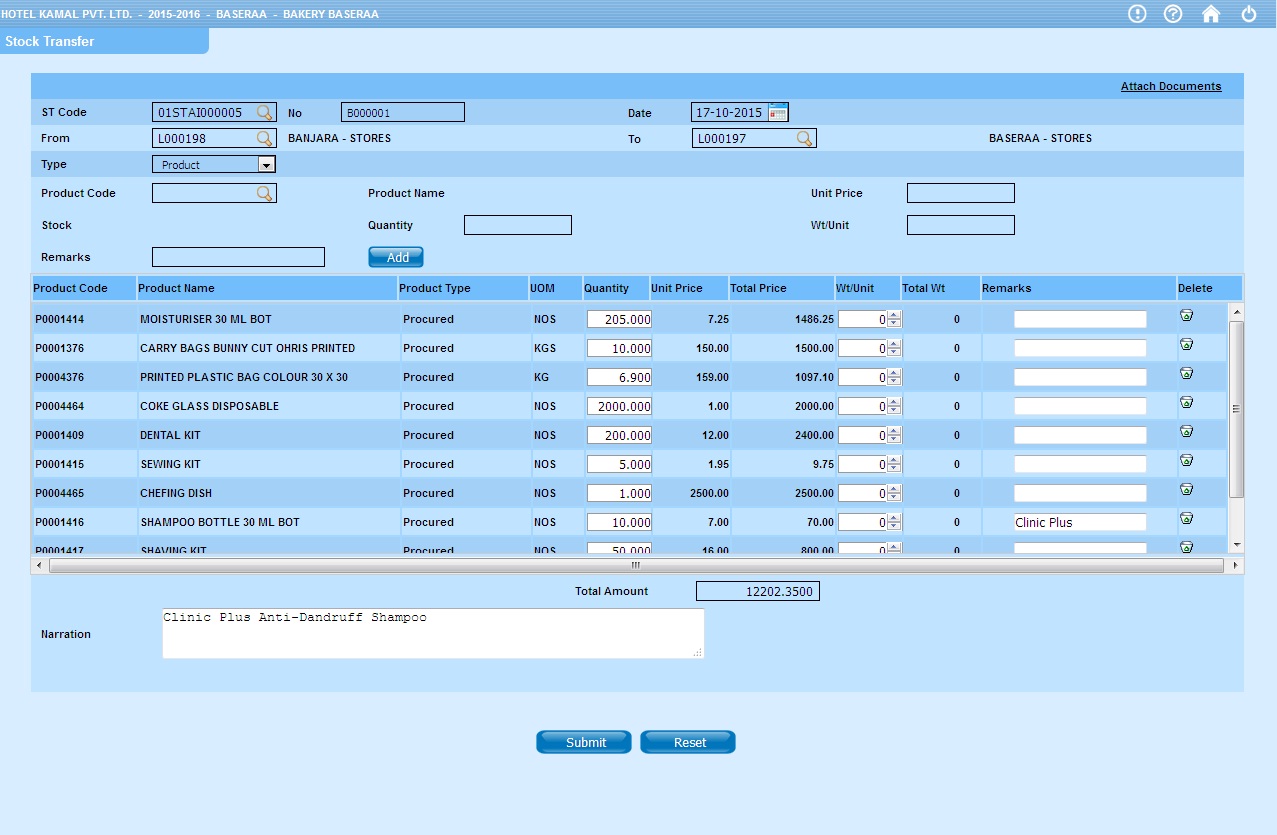 HOTEL KAMAL PVT. LTD. - 2015-2016 - BASERAA - BAKERY BASERAA
Stock Transfer
Attach Documents
ST Code 01STAI000005 No B000001 Date 17-10-2015
From L000198 BANJARA - STORES To L000197 BASERAA - STORES
Type Product
Product Code Product Name Unit Price
Stock Quantity Wt/Unit
Remarks Add
Product Code Product Name Product Type UOM Quantity Unit Price Total Price Wt/Unit Total Wt Remarks Delete
P0001414 MOISTURISER 30 ML BOT Procured NOS 205.000 7.25 1486.25 0 0
P0001376 CARRY BAGS BUNNY CUT OHRIS PRINTED Procured KGS 10.000 150.00 1500.00 0 0
P0004376 PRINTED PLASTIC BAG COLOUR 30 X 30 Procured KG 6.900 159.00 1097.10 0 0
P0004464 COKE GLASS DISPOSABLE Procured NOS 2000.000 1.00 2000.00 0 0
P0001409 DENTAL KIT Procured NOS 200.000 12.00 2400.00 0 0
P0001415 SEWING KIT Procured NOS 5.000 1.95 9.75 0 0
P0004465 CHEFING DISH Procured NOS 1.000 2500.00 2500.00 0 0
P0001416 SHAMPOO BOTTLE 30 ML BOT Procured NOS 10.000 7.00 70.00 0 0 Clinic Plus
P0001417 SHAVING KIT Procured NOS 50.000 16.00 800.00 0 0
Total Amount 12202.3500
Narration Clinic Plus Anti-Dandruff Shampoo
Submit Reset